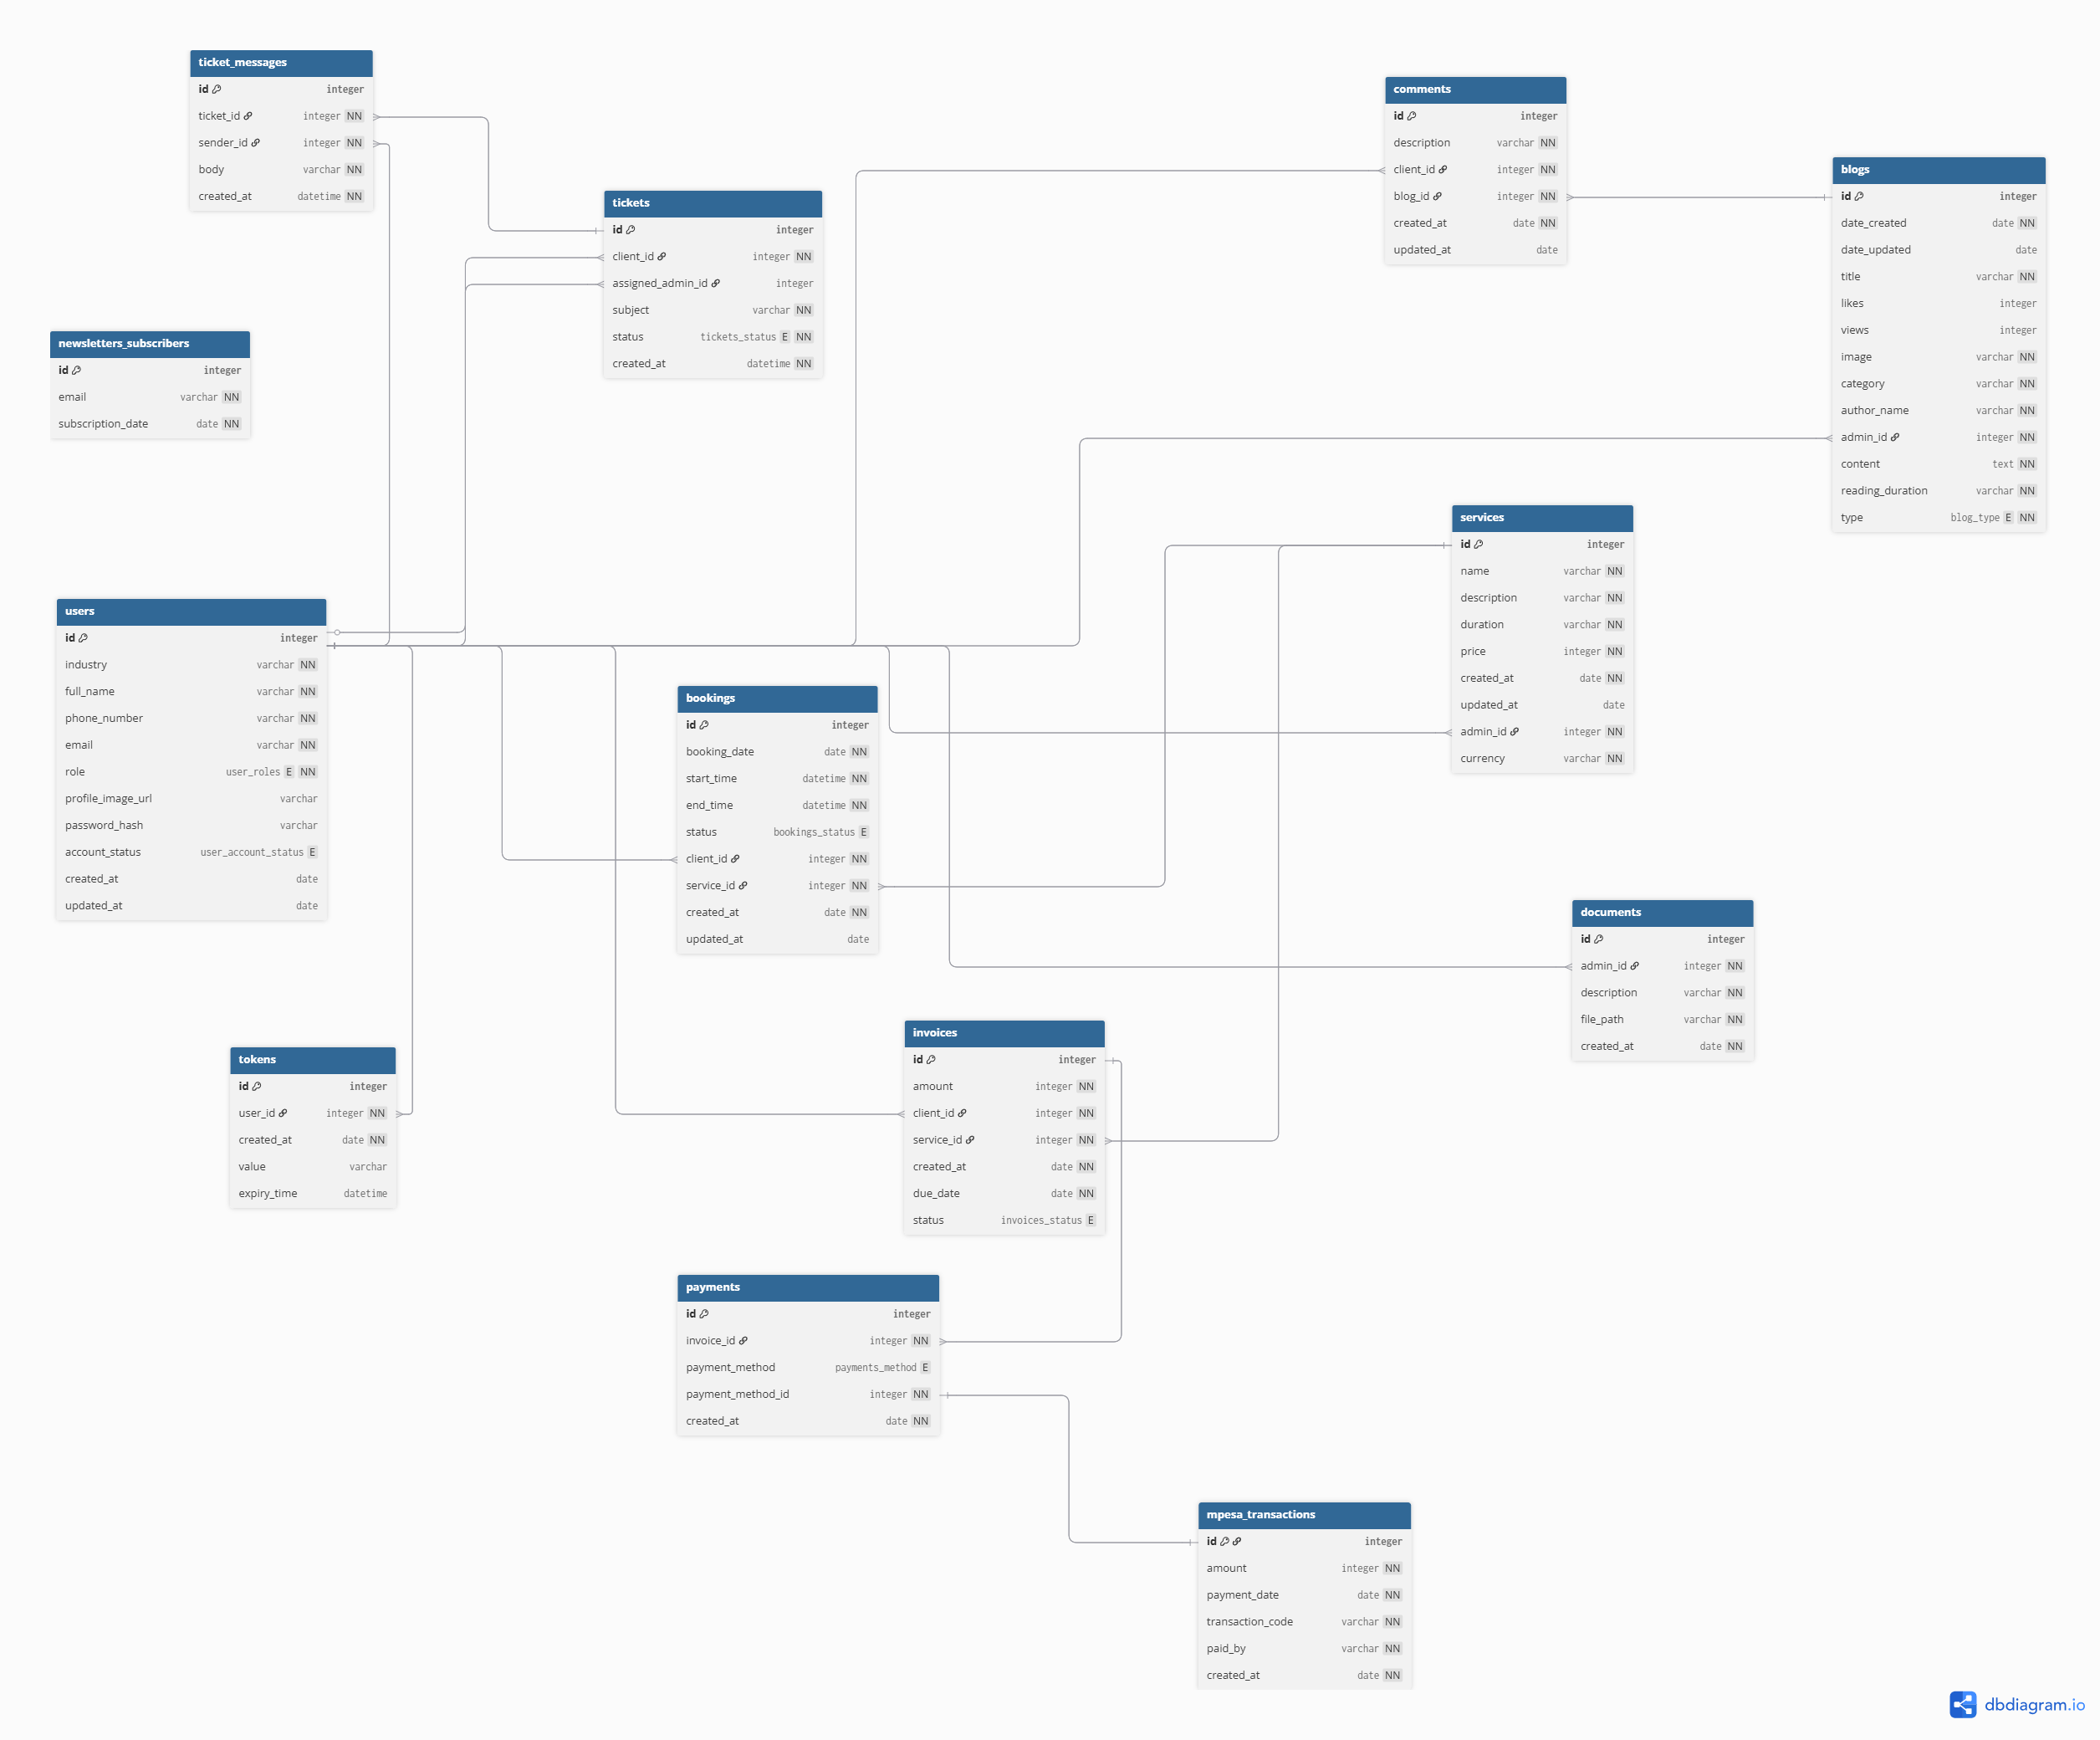 ticket_messages
id integer
ticket_id integer NN
sender_id integer NN
body varchar NN
created_at datetime NN
comments
id integer
description varchar NN
client_id integer NN
blog_id integer NN
created_at date NN
updated_at date
blogs
id integer
date_created date NN
date_updated date
title varchar NN
likes integer
views integer
image varchar NN
category varchar NN
author_name varchar NN
admin_id integer NN
content text NN
reading_duration varchar NN
type blog_type E NN
tickets
id integer
client_id integer NN
assigned_admin_id integer
subject varchar NN
status tickets_status E NN
created_at datetime NN
newsletters_subscribers
id integer
email varchar NN
subscription_date date NN
services
id integer
name varchar NN
description varchar NN
duration varchar NN
price integer NN
created_at date NN
updated_at date
admin_id integer NN
currency varchar NN
users
id integer
industry varchar NN
full_name varchar NN
phone_number varchar NN
email varchar NN
role user_roles E NN
profile_image_url varchar
password_hash varchar
account_status user_account_status E
created_at date
updated_at date
bookings
id integer
booking_date date NN
start_time datetime NN
end_time datetime NN
status bookings_status E
client_id integer NN
service_id integer NN
created_at date NN
updated_at date
documents
id integer
admin_id integer NN
description varchar NN
file_path varchar NN
created_at date NN
invoices
id integer
amount integer NN
client_id integer NN
service_id integer NN
created_at date NN
due_date date NN
status invoices_status E
tokens
id integer
user_id integer NN
created_at date NN
value varchar
expiry_time datetime
payments
id integer
invoice_id integer NN
payment_method payments_method E
payment_method_id integer NN
created_at date NN
mpesa_transactions
id integer
amount integer NN
payment_date date NN
transaction_code varchar NN
paid_by varchar NN
created_at date NN
dbdiagram.io